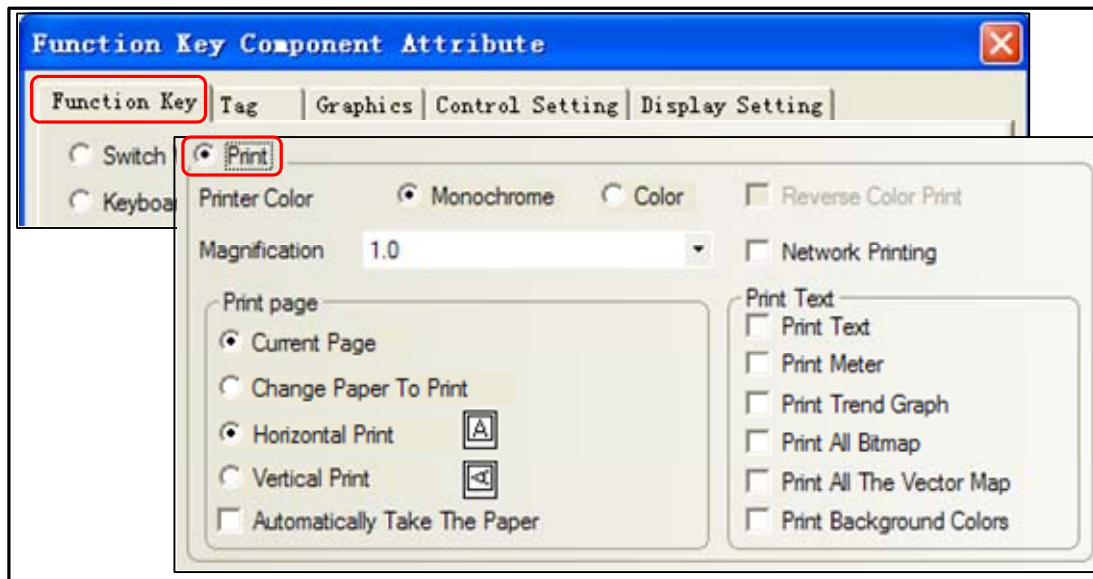 Function Key Component Attribute
Function Key Tag Graphics Control Setting Display Setting
Switch Print
Keyboa Printer Color Monochrome Color Reverse Color Print
Magnification 1.0 Network Printing
Print page Print Text
Current Page Print Text
Change Paper To Print Print Meter
Horizontal Print A Print Trend Graph
Vertical Print A Print All Bitmap
Automatically Take The Paper Print All The Vector Map
Print Background Colors